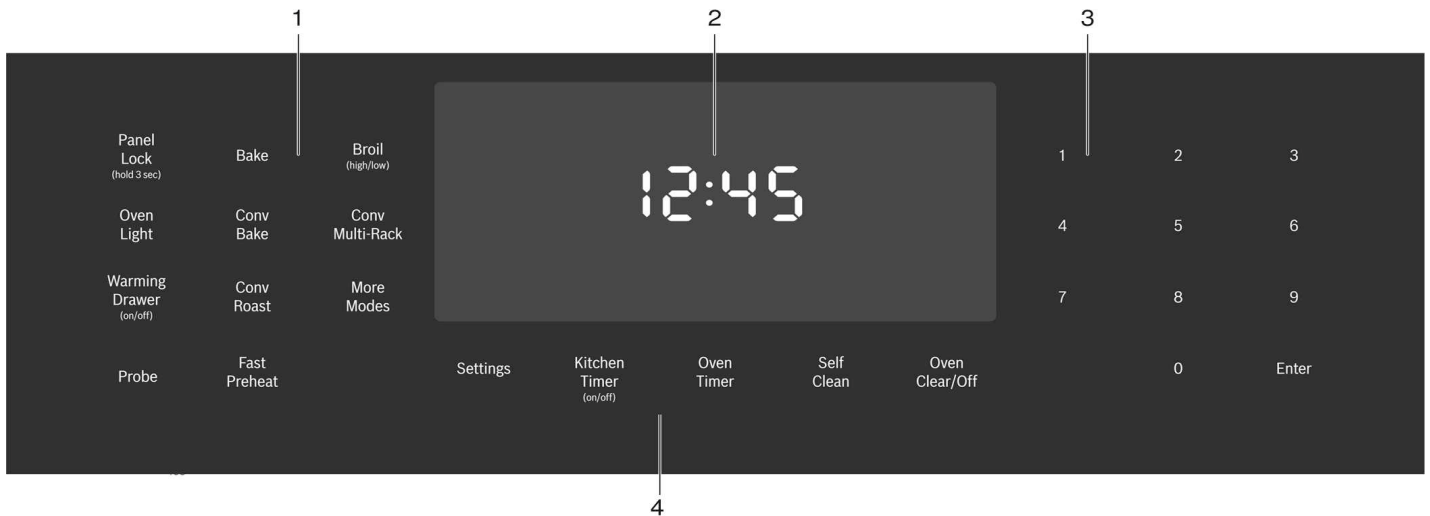 1
2
3
Panel
Lock
(hold 3 sec)
Bake
Broil
(high/low)
Oven
Light
Conv
Bake
Conv
Multi-Rack
Warming
Drawer
(on/off)
Conv
Roast
More
Modes
Probe
Fast
Preheat
12:45
Settings
Kitchen
Timer
(on/off)
Oven
Timer
Self
Clean
Oven
Clear/Off
1 2 3
4 5 6
7 8 9
0 Enter
4